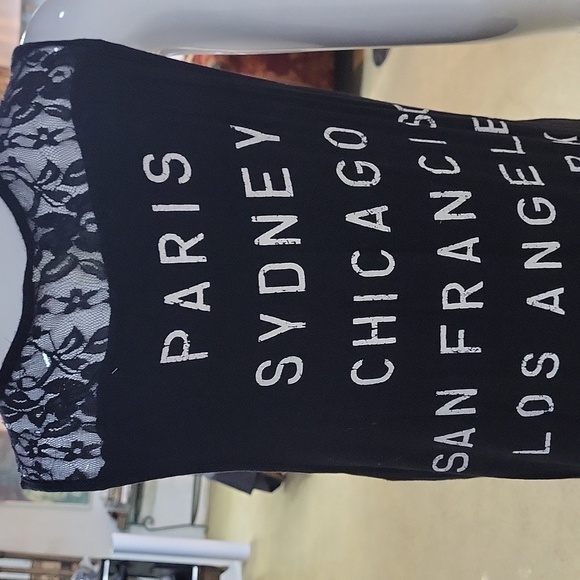 PARIS
SYDNEY
CHICAGO
SAN FRANCISC
LOS ANGELE